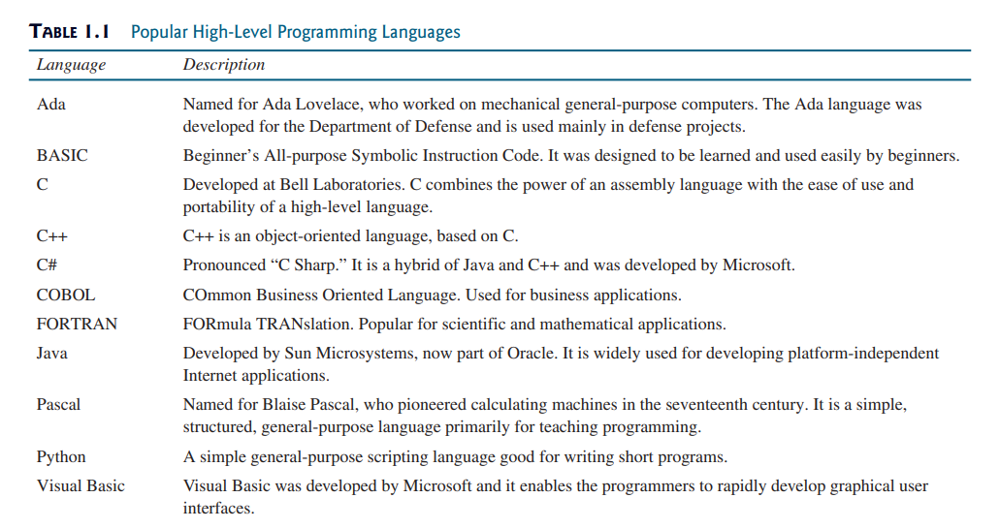 TABLE 1.1 Popular High-Level Programming Languages
Language Description
Ada Named for Ada Lovelace, who worked on mechanical general-purpose computers. The Ada language was
developed for the Department of Defense and is used mainly in defense projects.
BASIC Beginner’s All-purpose Symbolic Instruction Code. It was designed to be learned and used easily by beginners.
C Developed at Bell Laboratories. C combines the power of an assembly language with the ease of use and
portability of a high-level language.
C++ C++ is an object-oriented language, based on C.
C# Pronounced “C Sharp.” It is a hybrid of Java and C++ and was developed by Microsoft.
COBOL COmmon Business Oriented Language. Used for business applications.
FORTRAN FORmula TRANslation. Popular for scientific and mathematical applications.
Java Developed by Sun Microsystems, now part of Oracle. It is widely used for developing platform-independent
Internet applications.
Pascal Named for Blaise Pascal, who pioneered calculating machines in the seventeenth century. It is a simple,
structured, general-purpose language primarily for teaching programming.
Python A simple general-purpose scripting language good for writing short programs.
Visual Basic Visual Basic was developed by Microsoft and it enables the programmers to rapidly develop graphical user
interfaces.